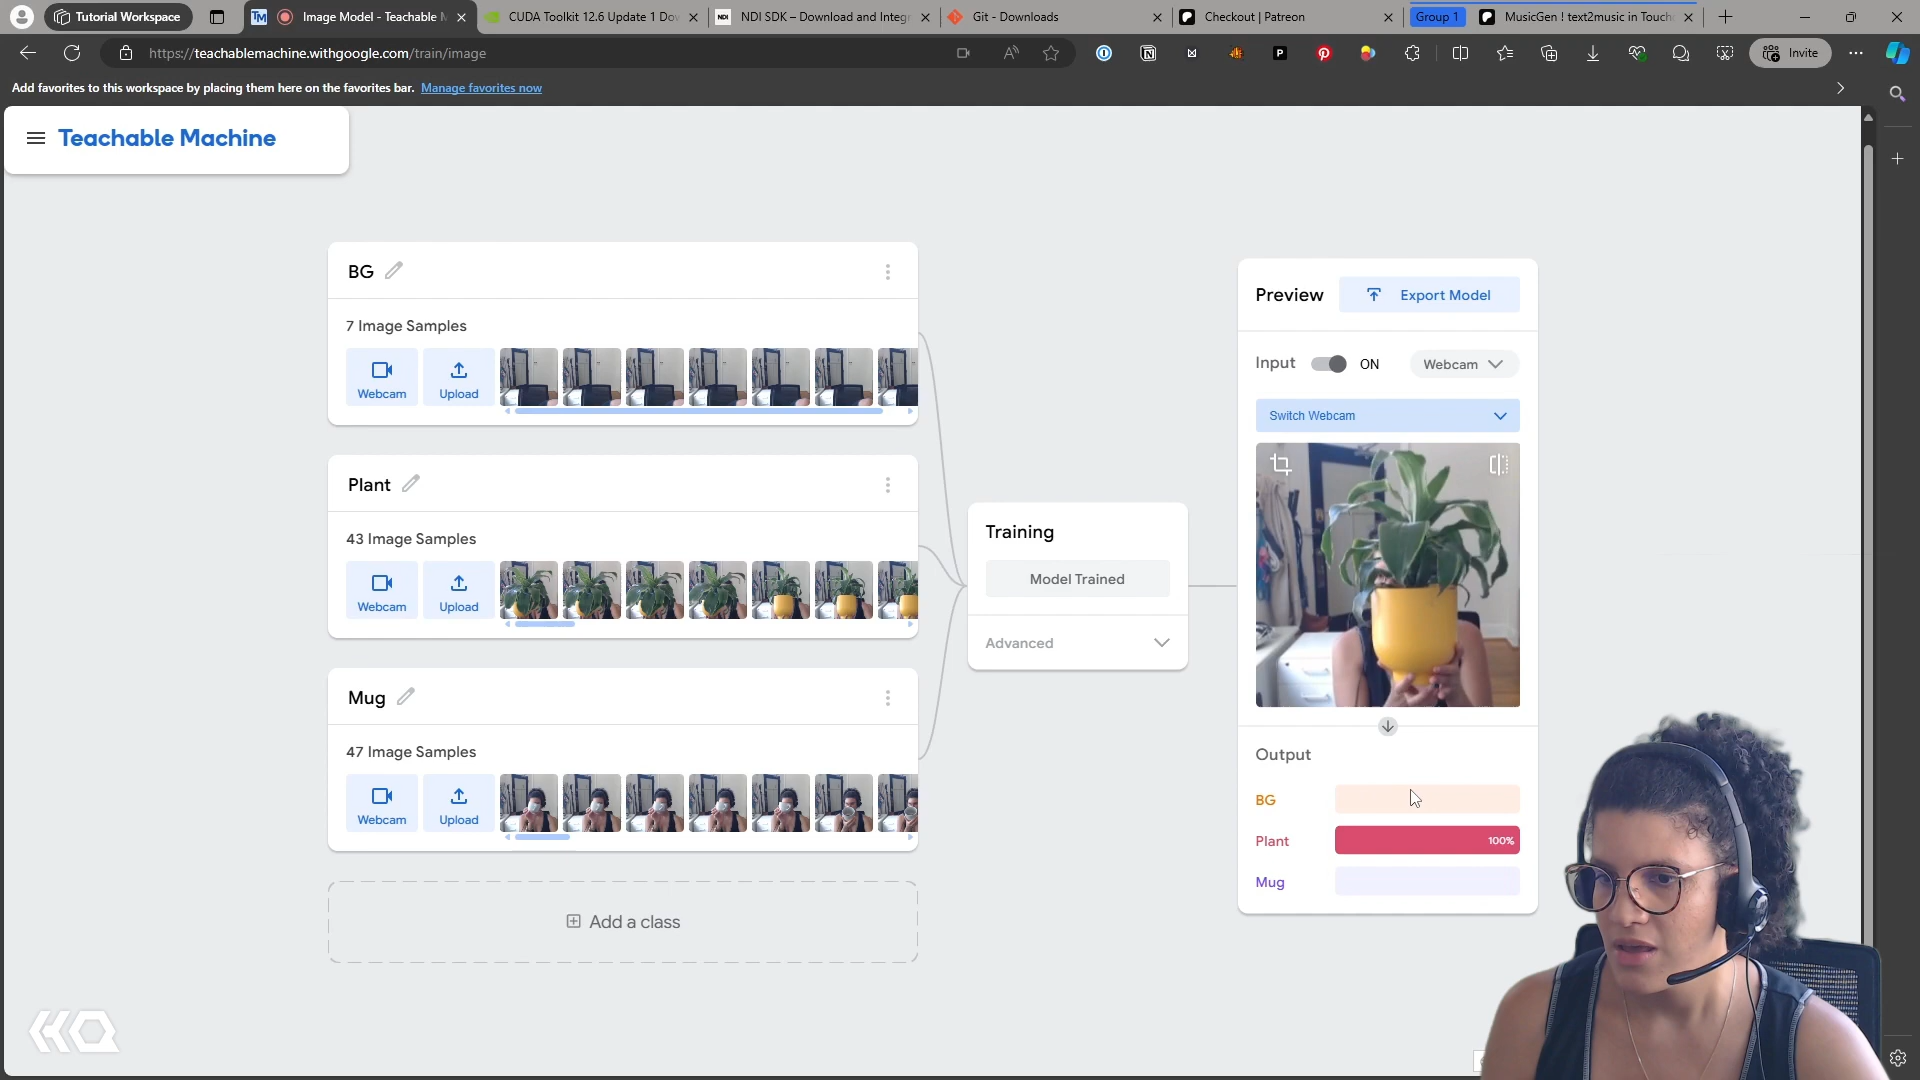 Tutorial Workspace
Image Model - Teachable M
CUDA Toolkit 12.6 Update 1 Dow
NDI SDK – Download and Integr
Git - Downloads
Checkout | Patreon
Group 1
MusicGen ! text2music in Touch
https://teachablemachine.withgoogle.com/train/image
Invite
Add favorites to this workspace by placing them here on the favorites bar. Manage favorites now
Teachable Machine
BG
7 Image Samples
Webcam
Upload
Plant
43 Image Samples
Webcam
Upload
Mug
47 Image Samples
Webcam
Upload
Add a class
Training
Model Trained
Advanced
Preview
Export Model
Input
ON
Webcam
Switch Webcam
Output
BG
Plant
100%
Mug